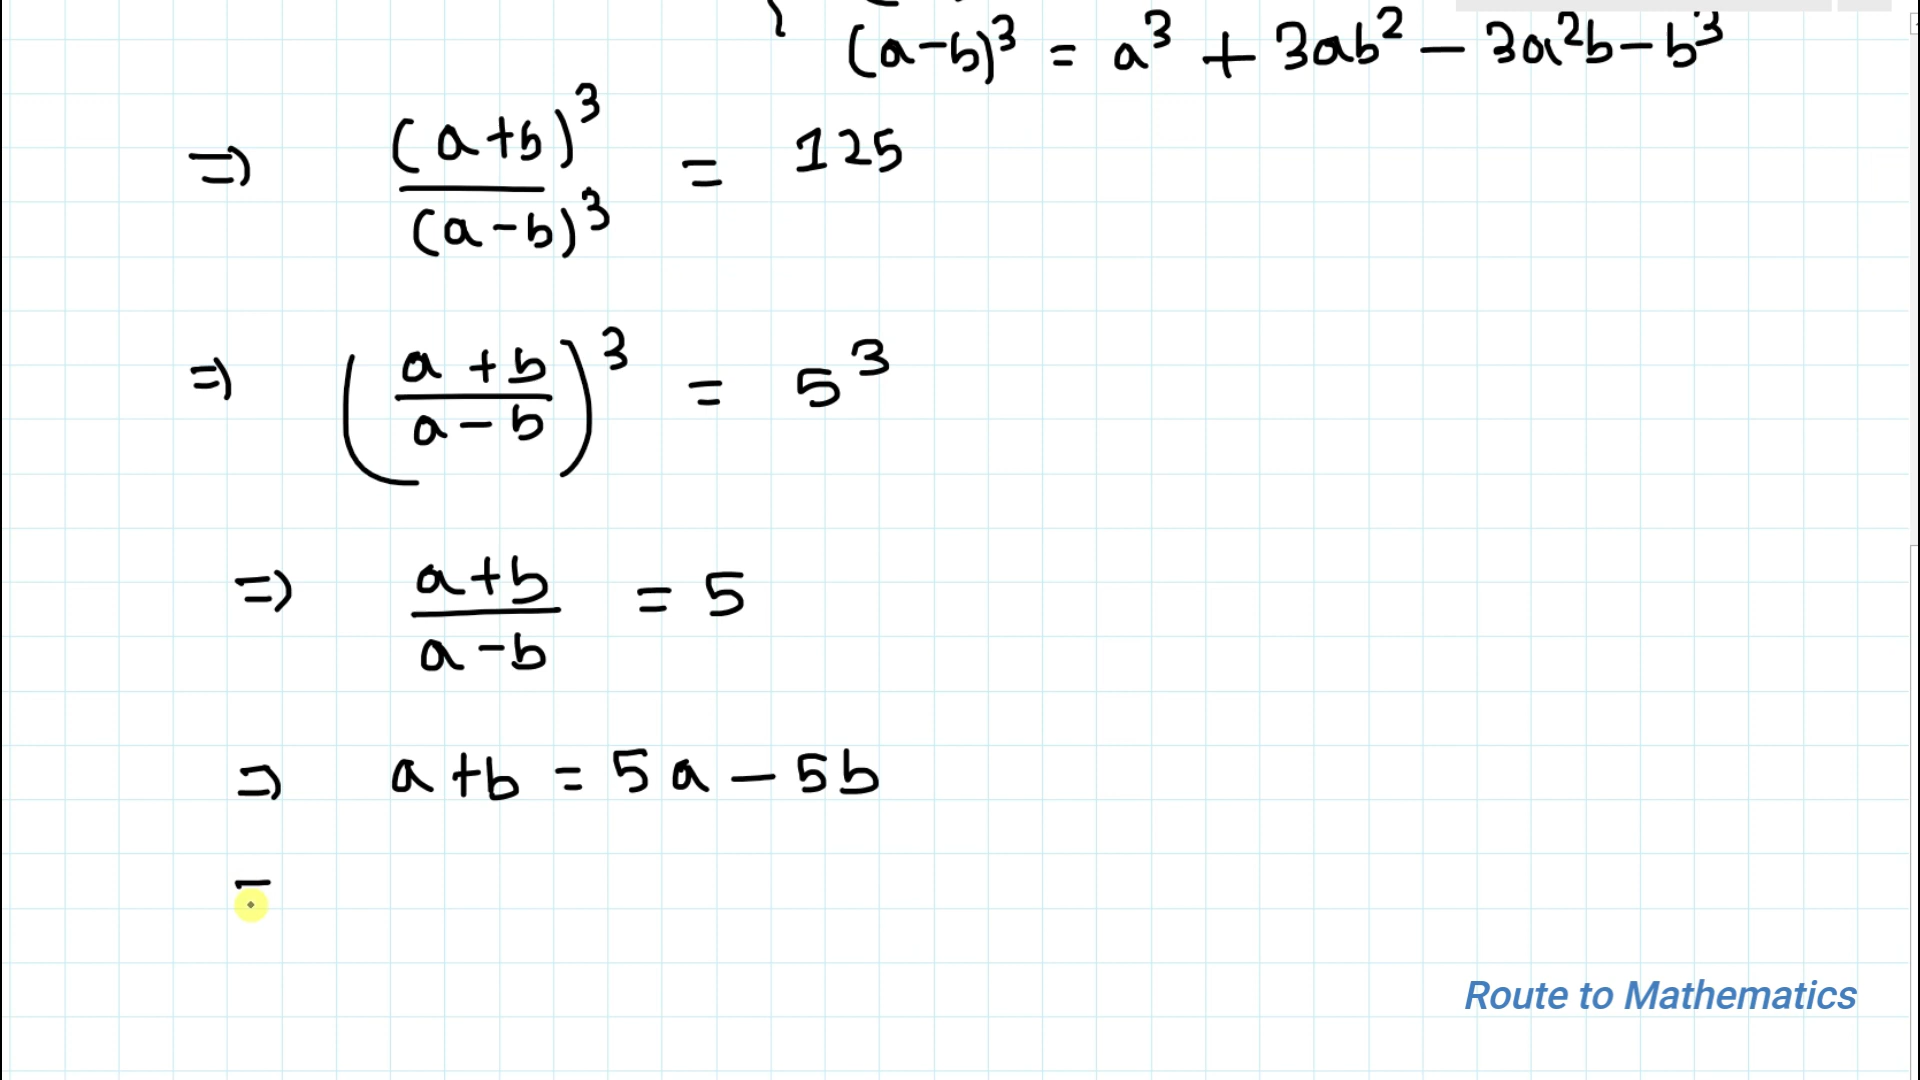 (a-b)³ = a³ + 3ab² - 3a²b - b³
⇒ (a+b)³/(a-b)³ = 125
⇒ ((a+b)/(a-b))³ = 5³
⇒ (a+b)/(a-b) = 5
⇒ a+b = 5a - 5b
Route to Mathematics